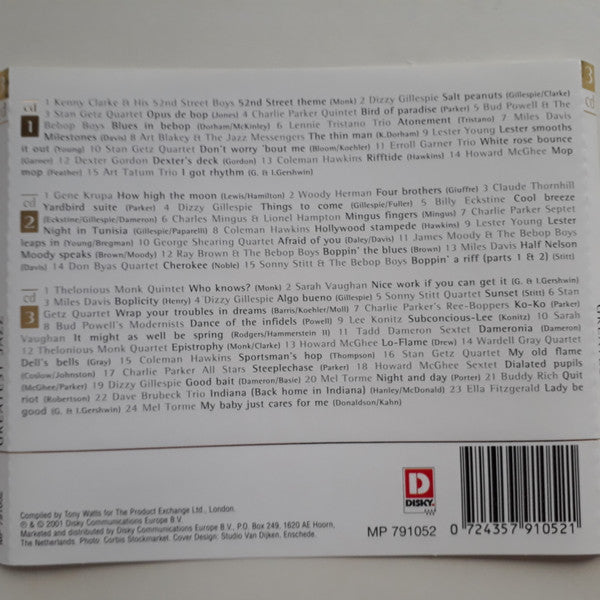 cd 1 Kenny Clarke & His 52nd Street Boys 52nd Street theme (Monk) 2 Dizzy Gillespie Salt peanuts (Gillespie/Clarke)
3 Stan Getz Quartet Opus de bop (Jones) 4 Charlie Parker Quintet Bird of paradise (Parker) 5 Bud Powell & The
1 Bebop Boys Blues in bebop (Dorham/McKinley) 6 Lennie Tristano Trio Atonement (Tristano) 7 Miles Davis
Milestones (Davis) 8 Art Blakey & The Jazz Messengers The thin man (K.Dorham) 9 Lester Young Lester smooths
it out (Young) 10 Stan Getz Quartet Don't worry 'bout me (Bloom/Koehler) 11 Erroll Garner Trio White rose bounce
(Garner) 12 Dexter Gordon Dexter's deck (Gordon) 13 Coleman Hawkins Rifftide (Hawkins) 14 Howard McGhee Mop
mop (Feather) 15 Art Tatum Trio I got rhythm (G. & I.Gershwin)
1 Gene Krupa How high the moon (Lewis/Hamilton) 2 Woody Herman Four brothers (Giuffre) 3 Claude Thornhill
cd Yardbird suite (Parker) 4 Dizzy Gillespie Things to come (Gillespie/Fuller) 5 Billy Eckstine Cool breeze
2 (Eckstine/Gillespie/Dameron) 6 Charles Mingus & Lionel Hampton Mingus fingers (Mingus) 7 Charlie Parker Septet
Night in Tunisia (Gillespie/Paparelli) 8 Coleman Hawkins Hollywood stampede (Hawkins) 9 Lester Young Lester
leaps in (Young/Bregman) 10 George Shearing Quartet Afraid of you (Daley/Davis) 11 James Moody & The Bebop Boys
Moody speaks (Brown/Moody) 12 Ray Brown & The Bebop Boys Boppin' the blues (Brown) 13 Miles Davis Half Nelson
(Davis) 14 Don Byas Quartet Cherokee (Noble) 15 Sonny Stitt & The Bebop Boys Boppin' a riff (parts 1 & 2) (Stitt)
cd 1 Thelonious Monk Quintet Who knows? (Monk) 2 Sarah Vaughan Nice work if you can get it (G. & I.Gershwin)
3 Miles Davis Boplicity (Henry) 4 Dizzy Gillespie Algo bueno (Gillespie) 5 Sonny Stitt Quartet Sunset (Stitt) 6 Stan
3 Getz Quartet Wrap your troubles in dreams (Barris/Koehler/Moll) 7 Charlie Parker's Ree-Boppers Ko-Ko (Parker)
8 Bud Powell's Modernists Dance of the infidels (Powell) 9 Lee Konitz Subconcious-Lee (Konitz) 10 Sarah
Vaughan It might as well be spring (Rodgers/Hammerstein II) 11 Tadd Dameron Sextet Dameronia (Dameron)
12 Thelonious Monk Quartet Epistrophy (Monk/Clarke) 13 Howard McGhee Lo-Flame (Drew) 14 Wardell Gray Quartet
Dell's bells (Gray) 15 Coleman Hawkins Sportsman's hop (Thompson) 16 Stan Getz Quartet My old flame
(Coslow/Johnston) 17 Charlie Parker All Stars Steeplechase (Parker) 18 Howard McGhee Sextet Dialated pupils
(McGhee/Parker) 19 Dizzy Gillespie Good bait (Dameron/Basie) 20 Mel Torme Night and day (Porter) 21 Buddy Rich Quit
riot (Robertson) 22 Dave Brubeck Trio Indiana (Back home in Indiana) (Hanley/McDonald) 23 Ella Fitzgerald Lady be
good (G. & I.Gershwin) 24 Mel Torme My baby just cares for me (Donaldson/Kahn)
3
cd
GREATEST JAZZ
MP 791052
Compiled by Tony Watts for The Product Exchange Ltd., London.
℗ & © 2001 Disky Communications Europe B.V.
Marketed and distributed by Disky Communications Europe B.V., P.O. Box 249, 1620 AE Hoorn,
The Netherlands. Photo: Corbis Stockmarket. Cover Design: Studio Van Dijken, Enschede.
D
DISKY
MP 791052
0 724357 910521